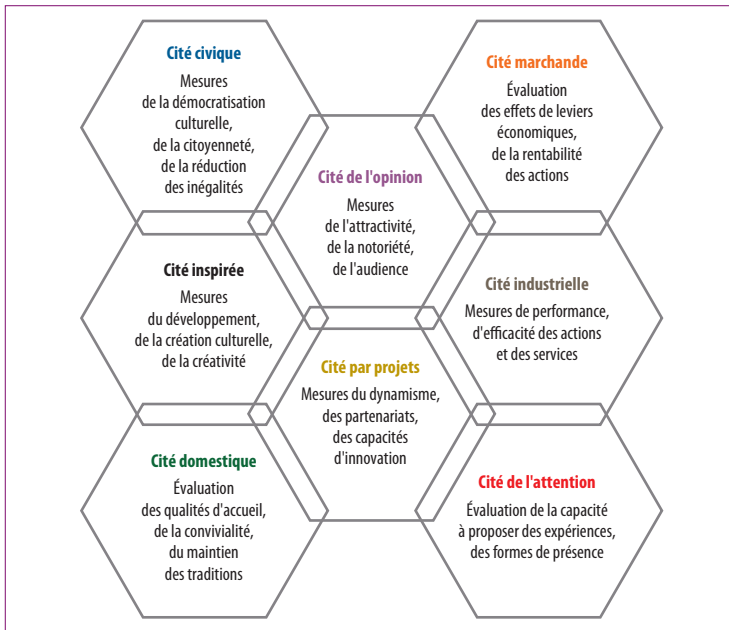 Cité civique
Mesures
de la démocratisation
culturelle,
de la citoyenneté,
de la réduction
des inégalités
Cité marchande
Évaluation
des effets de leviers
économiques,
de la rentabilité
des actions
Cité de l'opinion
Mesures
de l'attractivité,
de la notoriété,
de l'audience
Cité inspirée
Mesures
du développement,
de la création culturelle,
de la créativité
Cité industrielle
Mesures de performance,
d'efficacité des actions
et des services
Cité par projets
Mesures du dynamisme,
des partenariats,
des capacités
d'innovation
Cité domestique
Évaluation
des qualités d'accueil,
de la convivialité,
du maintien
des traditions
Cité de l'attention
Évaluation de la capacité
à proposer des expériences,
des formes de présence